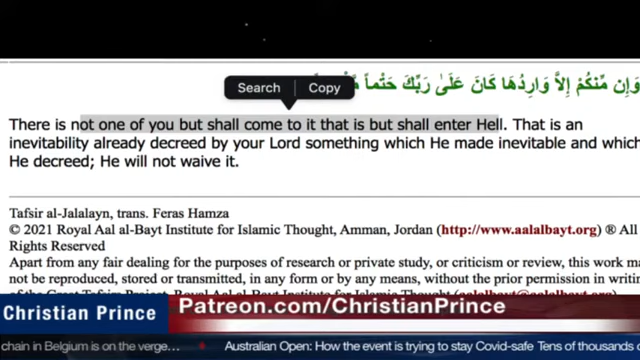 وَإِن مِّنكُمْ إِلاَّ وَارِدُهَا كَانَ عَلَىٰ رَبِّكَ حَتْماً
Search Copy
There is not one of you but shall come to it that is but shall enter Hell. That is an
inevitability already decreed by your Lord something which He made inevitable and which
He decreed; He will not waive it.
Tafsir al-Jalalayn, trans. Feras Hamza
© 2021 Royal Aal al-Bayt Institute for Islamic Thought, Amman, Jordan (http://www.aalalbayt.org) ® All
Rights Reserved
Apart from any fair dealing for the purposes of research or private study, or criticism or review, this work ma
not be reproduced, stored or transmitted, in any form or by any means, without the prior permission in writin
Patreon.com/ChristianPrince
Christian Prince
chain in Belgium is on the verge... Australian Open: How the event is trying to stay Covid-safe Tens of thousands o